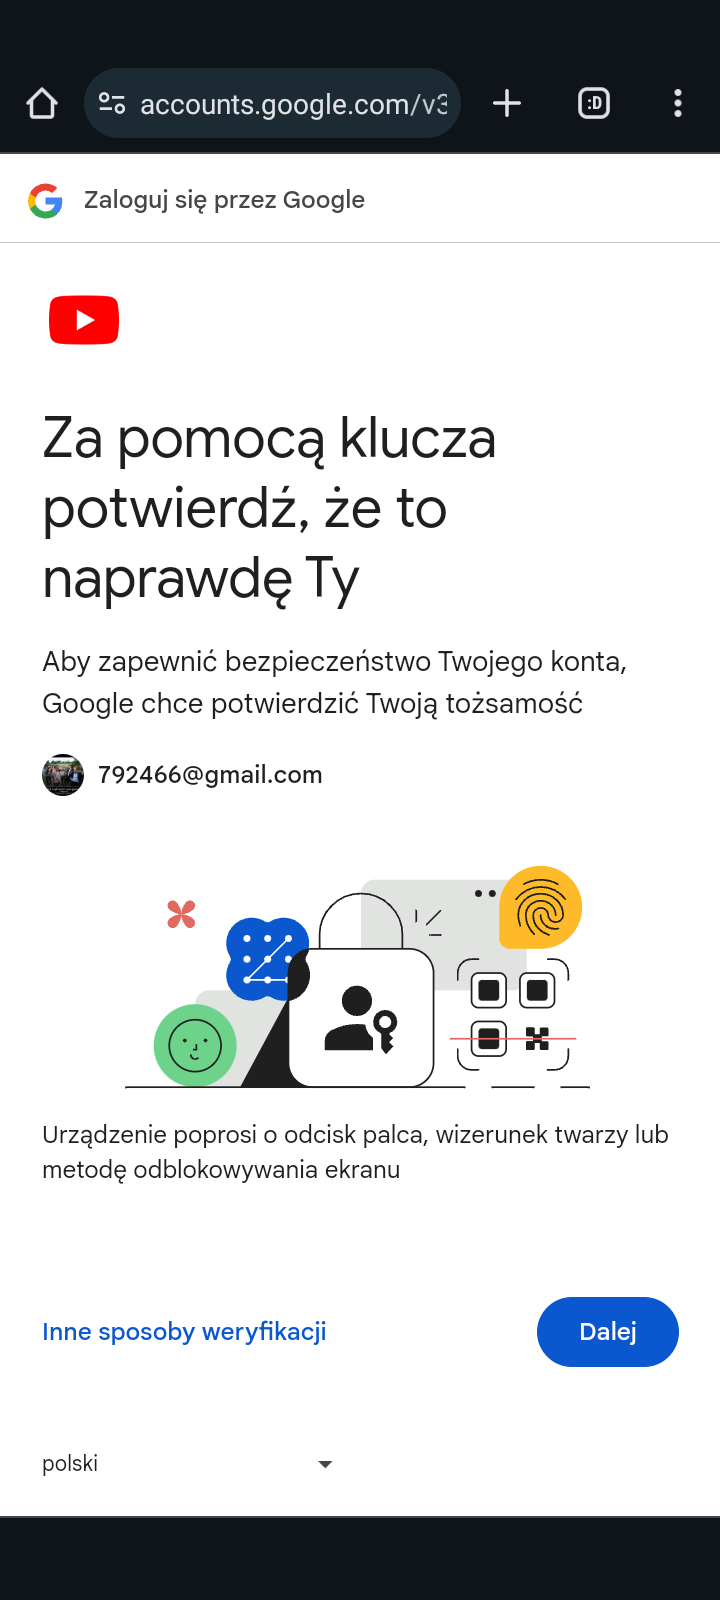 accounts.google.com/v3
:D
Zaloguj się przez Google
Za pomocą klucza
potwierdź, że to
naprawdę Ty
Aby zapewnić bezpieczeństwo Twojego konta,
Google chce potwierdzić Twoją tożsamość
792466@gmail.com
Urządzenie poprosi o odcisk palca, wizerunek twarzy lub
metodę odblokowywania ekranu
Inne sposoby weryfikacji
Dalej
polski